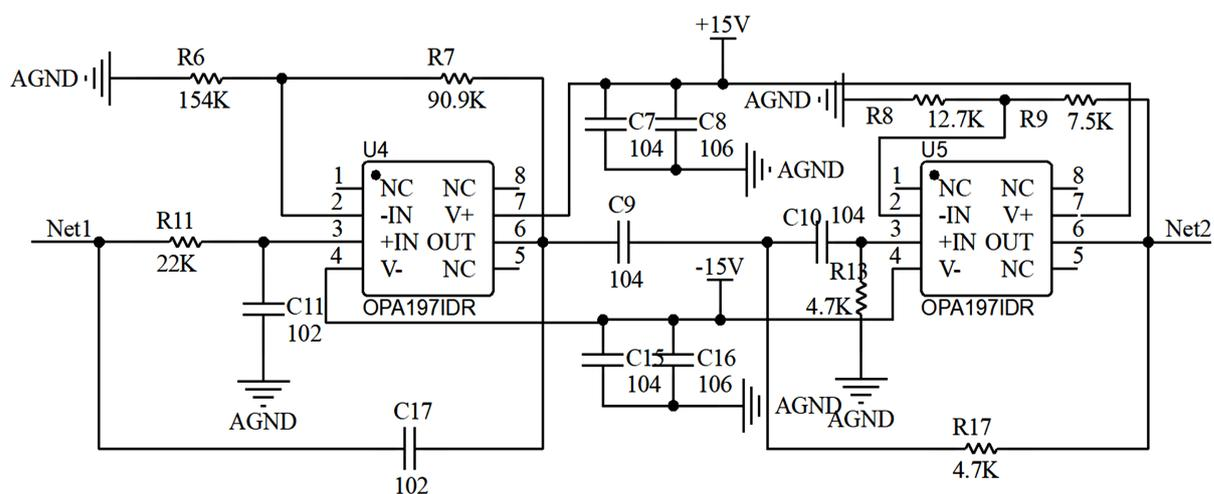 +15V
R6
R7
AGND
154K
90.9K
AGND
R8
12.7K
R9
7.5K
C7
104
C8
106
AGND
U4
1
NC
NC
8
2
-IN
V+
7
3
+IN
OUT
6
4
V-
NC
5
OPA197IDR
U5
1
NC
NC
8
2
-IN
V+
7
3
+IN
OUT
6
4
V-
NC
5
OPA197IDR
Net1
R11
22K
C9
104
C10
104
Net2
-15V
R13
4.7K
C11
102
C15
104
C16
106
AGND
AGND
AGND
C17
102
R17
4.7K